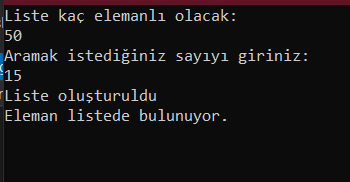 Liste kaç elemanlı olacak:
50
Aramak istediğiniz sayıyı giriniz:
15
Liste oluşturuldu
Eleman listede bulunuyor.